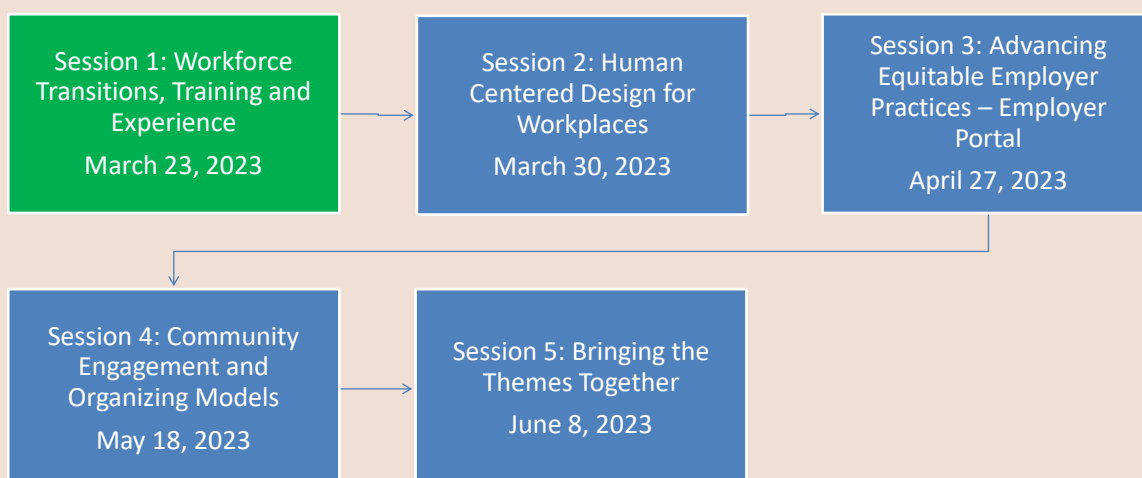 Session 1: Workforce
Transitions, Training and
Experience
March 23, 2023
Session 2: Human
Centered Design for
Workplaces
March 30, 2023
Session 3: Advancing
Equitable Employer
Practices – Employer
Portal
April 27, 2023
Session 4: Community
Engagement and
Organizing Models
May 18, 2023
Session 5: Bringing the
Themes Together
June 8, 2023